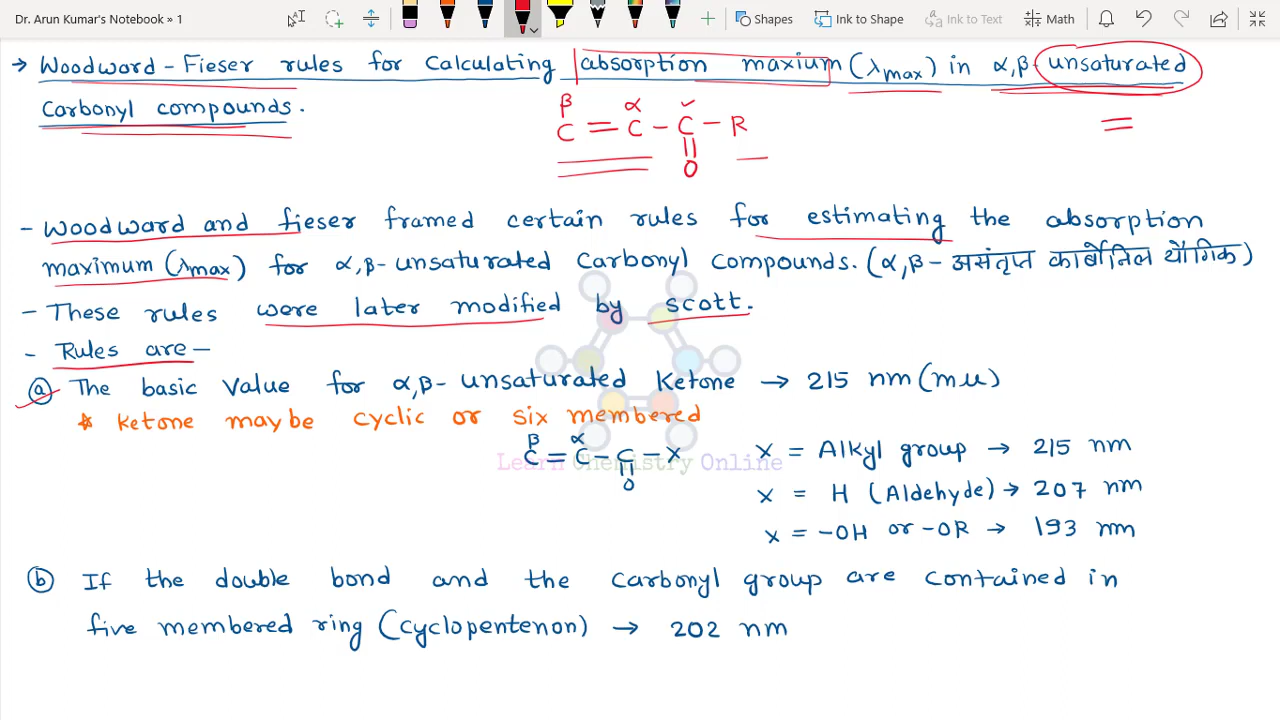 Dr. Arun Kumar's Notebook » 1
Shapes
Ink to Shape
Ink to Text
Math
→ Woodward-Fieser rules for Calculating absorption maxium (λmax) in α,β-unsaturated
Carbonyl compounds.
β α ✓
C = C - C - R
=
||
O
- Woodward and fieser framed certain rules for estimating the absorption
maximum (λmax) for α,β-unsaturated Carbonyl compounds. (α,β- असंतृप्त कार्बोनिल यौगिक)
- These rules were later modified by scott.
- Rules are-
ⓐ The basic value for α,β-unsaturated Ketone → 215 nm (mu)
* Ketone maybe cyclic or six membered
β α
C = C - C - X
||
O
Learn Chemistry Online
X = Alkyl group → 215 nm
X = H (Aldehyde) → 207 nm
X = -OH or -OR → 193 nm
ⓑ If the double bond and the carbonyl group are contained in
five membered ring (cyclopentenon) → 202 nm